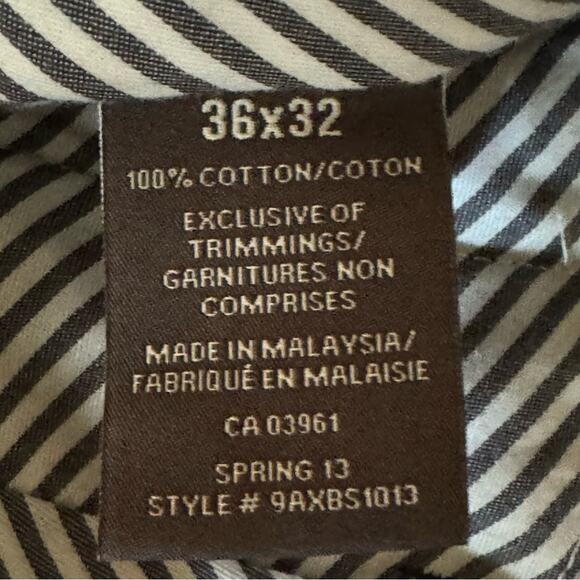 36x32
100% COTTON/COTON
EXCLUSIVE OF
TRIMMINGS/
GARNITURES NON
COMPRISES
MADE IN MALAYSIA/
FABRIQUÉ EN MALAISIE
CA 03961
SPRING 13
STYLE # 9AXBS1013